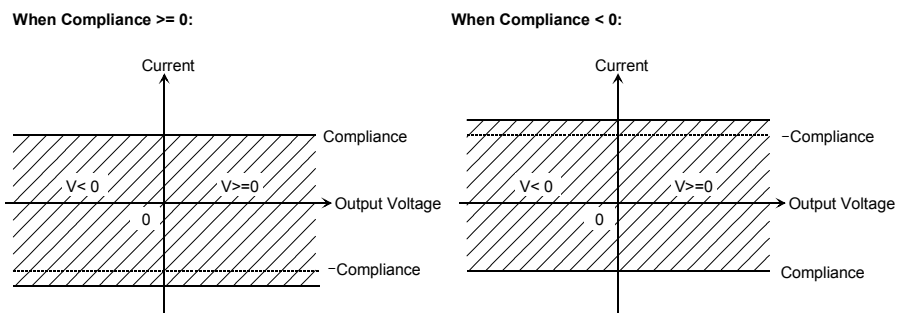 When Compliance >= 0:
Current
Compliance
V< 0
V>=0
Output Voltage
0
−Compliance
When Compliance < 0:
Current
−Compliance
V< 0
V>=0
Output Voltage
0
Compliance